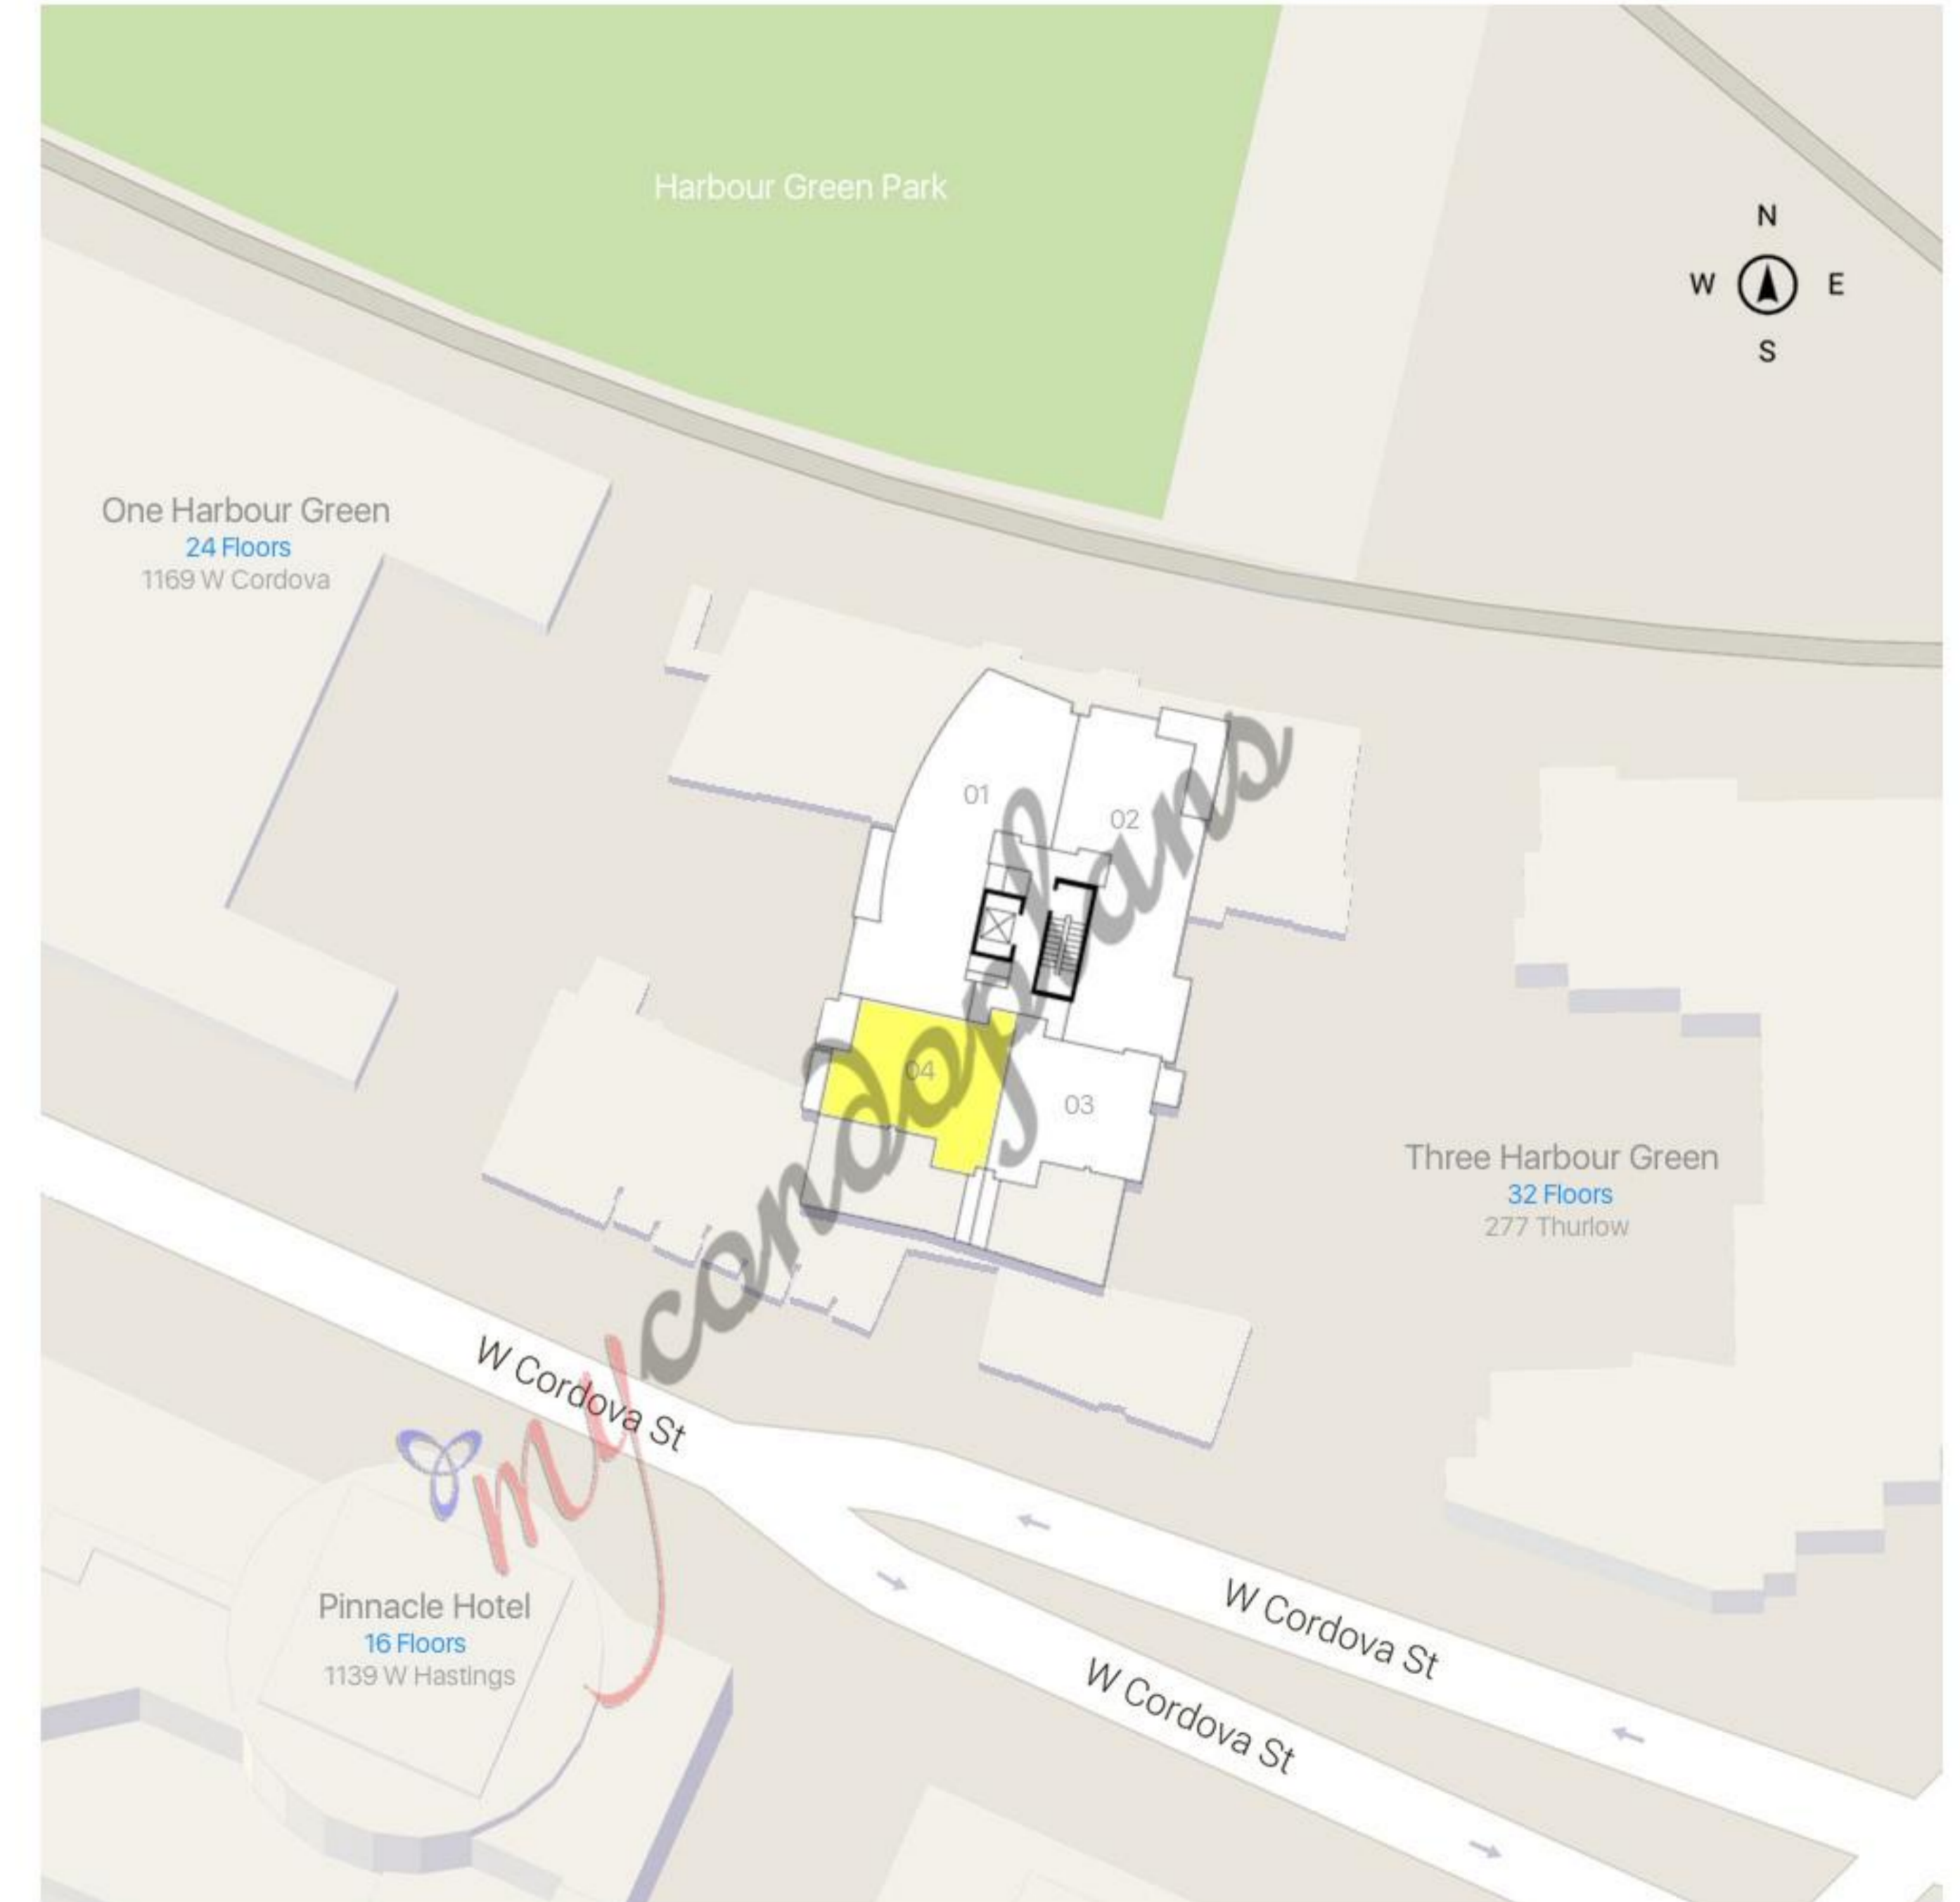 Harbour Green Park
N
W E
S
One Harbour Green
24 Floors
1169 W Cordova
01
02
04
03
Three Harbour Green
32 Floors
277 Thurlow
W Cordova St
mycondoplans
Pinnacle Hotel
16 Floors
1139 W Hastings
W Cordova St
W Cordova St